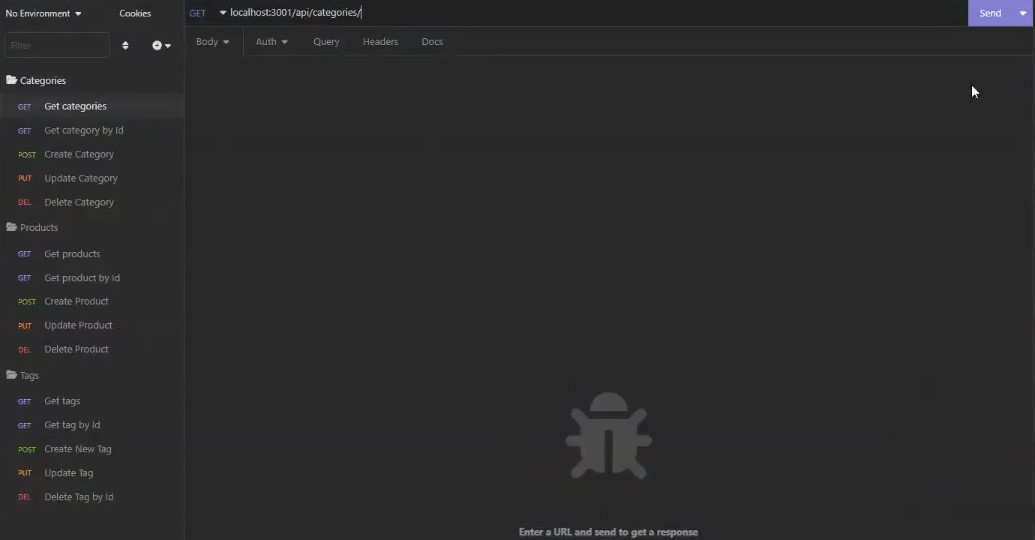 No Environment Cookies
GET localhost:3001/api/categories/ Send
Filter
Body Auth Query Headers Docs
Categories
GET Get categories
GET Get category by Id
POST Create Category
PUT Update Category
DEL Delete Category
Products
GET Get products
GET Get product by Id
POST Create Product
PUT Update Product
DEL Delete Product
Tags
GET Get tags
GET Get tag by Id
POST Create New Tag
PUT Update Tag
DEL Delete Tag by Id
Enter a URL and send to get a response